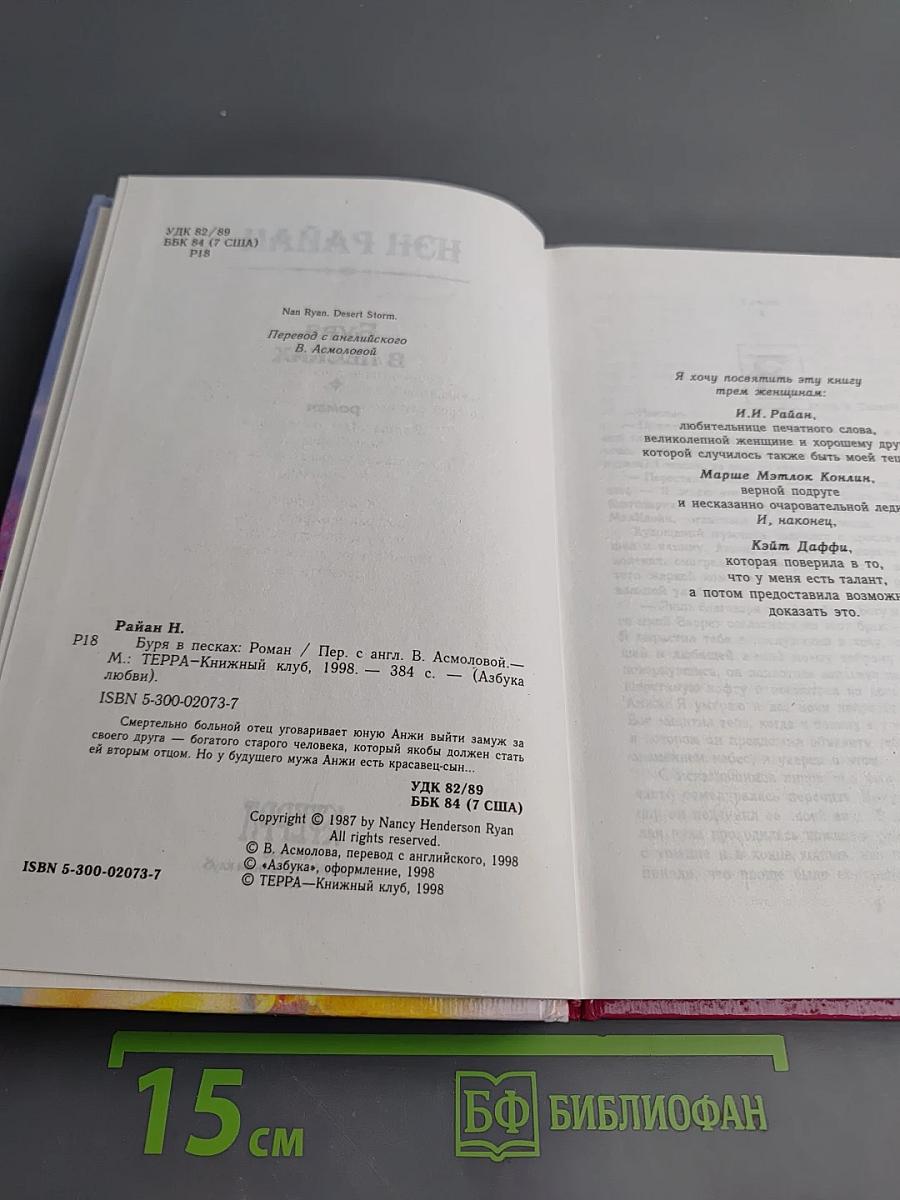 УДК 82/89
ББК 84 (7 США)
Р18
Nan Ryan. Desert Storm.
Перевод с английского
В. Асмоловой
Райан Н.
Р18 Буря в песках: Роман / Пер. с англ. В. Асмоловой.—
М.: ТЕРРА—Книжный клуб, 1998. — 384 с. — (Азбука
любви).
ISBN 5-300-02073-7
Смертельно больной отец уговаривает юную Анжи выйти замуж за
своего друга — богатого старого человека, который якобы должен стать
ей вторым отцом. Но у будущего мужа Анжи есть красавец-сын...
УДК 82/89
ББК 84 (7 США)
Copyright © 1987 by Nancy Henderson Ryan
All rights reserved.
© В. Асмолова, перевод с английского, 1998
© «Азбука», оформление, 1998
© ТЕРРА—Книжный клуб, 1998
ISBN 5-300-02073-7
Я хочу посвятить эту книгу
трем женщинам:
И.И. Райан,
любительнице печатного слова,
великолепной женщине и хорошему дру
которой случилось также быть моей те
Марше Мэтлок Конлин,
верной подруге
и несказанно очаровательной леди
И, наконец,
Кэйт Даффи,
которая поверила в то,
что у меня есть талант,
а потом предоставила возможн
доказать это.
15 см
БФ БИБЛИОФАН